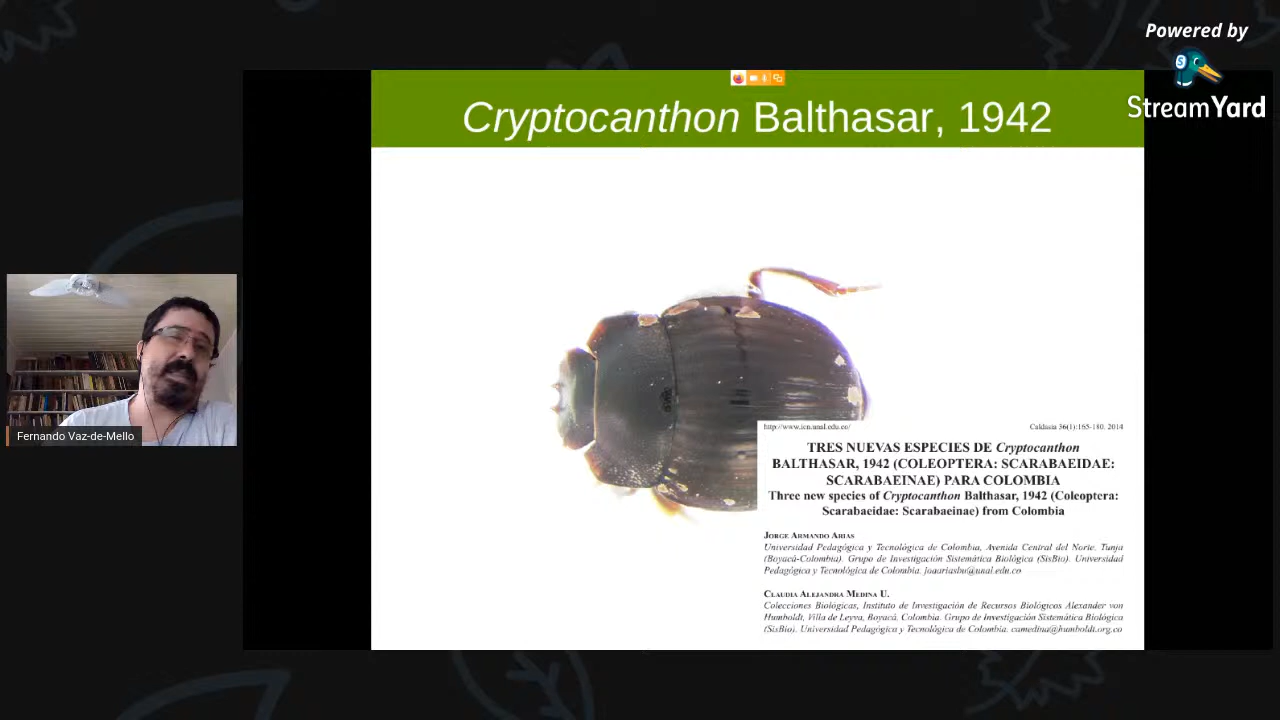 Powered by
StreamYard
Cryptocanthon Balthasar, 1942
Fernando Vaz-de-Mello
http://www.icn.unal.edu.co/ Caldasia 36(1):165-180. 2014
TRES NUEVAS ESPECIES DE Cryptocanthon
BALTHASAR, 1942 (COLEOPTERA: SCARABAEIDAE:
SCARABAEINAE) PARA COLOMBIA
Three new species of Cryptocanthon Balthasar, 1942 (Coleoptera:
Scarabaeidae: Scarabaeinae) from Colombia
JORGE ARMANDO ARIAS
Universidad Pedagógica y Tecnológica de Colombia, Avenida Central del Norte, Tunja
(Boyacá-Colombia). Grupo de Investigación Sistemática Biológica (SisBio). Universidad
Pedagógica y Tecnológica de Colombia. joaariasbu@unal.edu.co
CLAUDIA ALEJANDRA MEDINA U.
Colecciones Biológicas, Instituto de Investigación de Recursos Biológicos Alexander von
Humboldt, Villa de Leyva, Boyacá, Colombia. Grupo de Investigación Sistemática Biológica
(SisBio). Universidad Pedagógica y Tecnológica de Colombia. camedina@humboldt.org.co